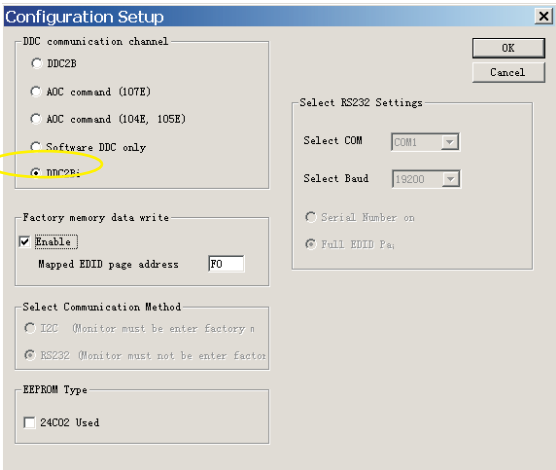 Configuration Setup
DDC communication channel
DDC2B
AOC command (107E)
AOC command (104E, 105E)
Software DDC only
DDC2Bi
Factory memory data write
Enable
Mapped EDID page address F0
Select Communication Method
I2C (Monitor must be enter factory m
RS232 (Monitor must not be enter factor
EEPROM Type
24C02 Used
OK
Cancel
Select RS232 Settings
Select COM COM1
Select Baud 19200
Serial Number on
Full EDID Pa